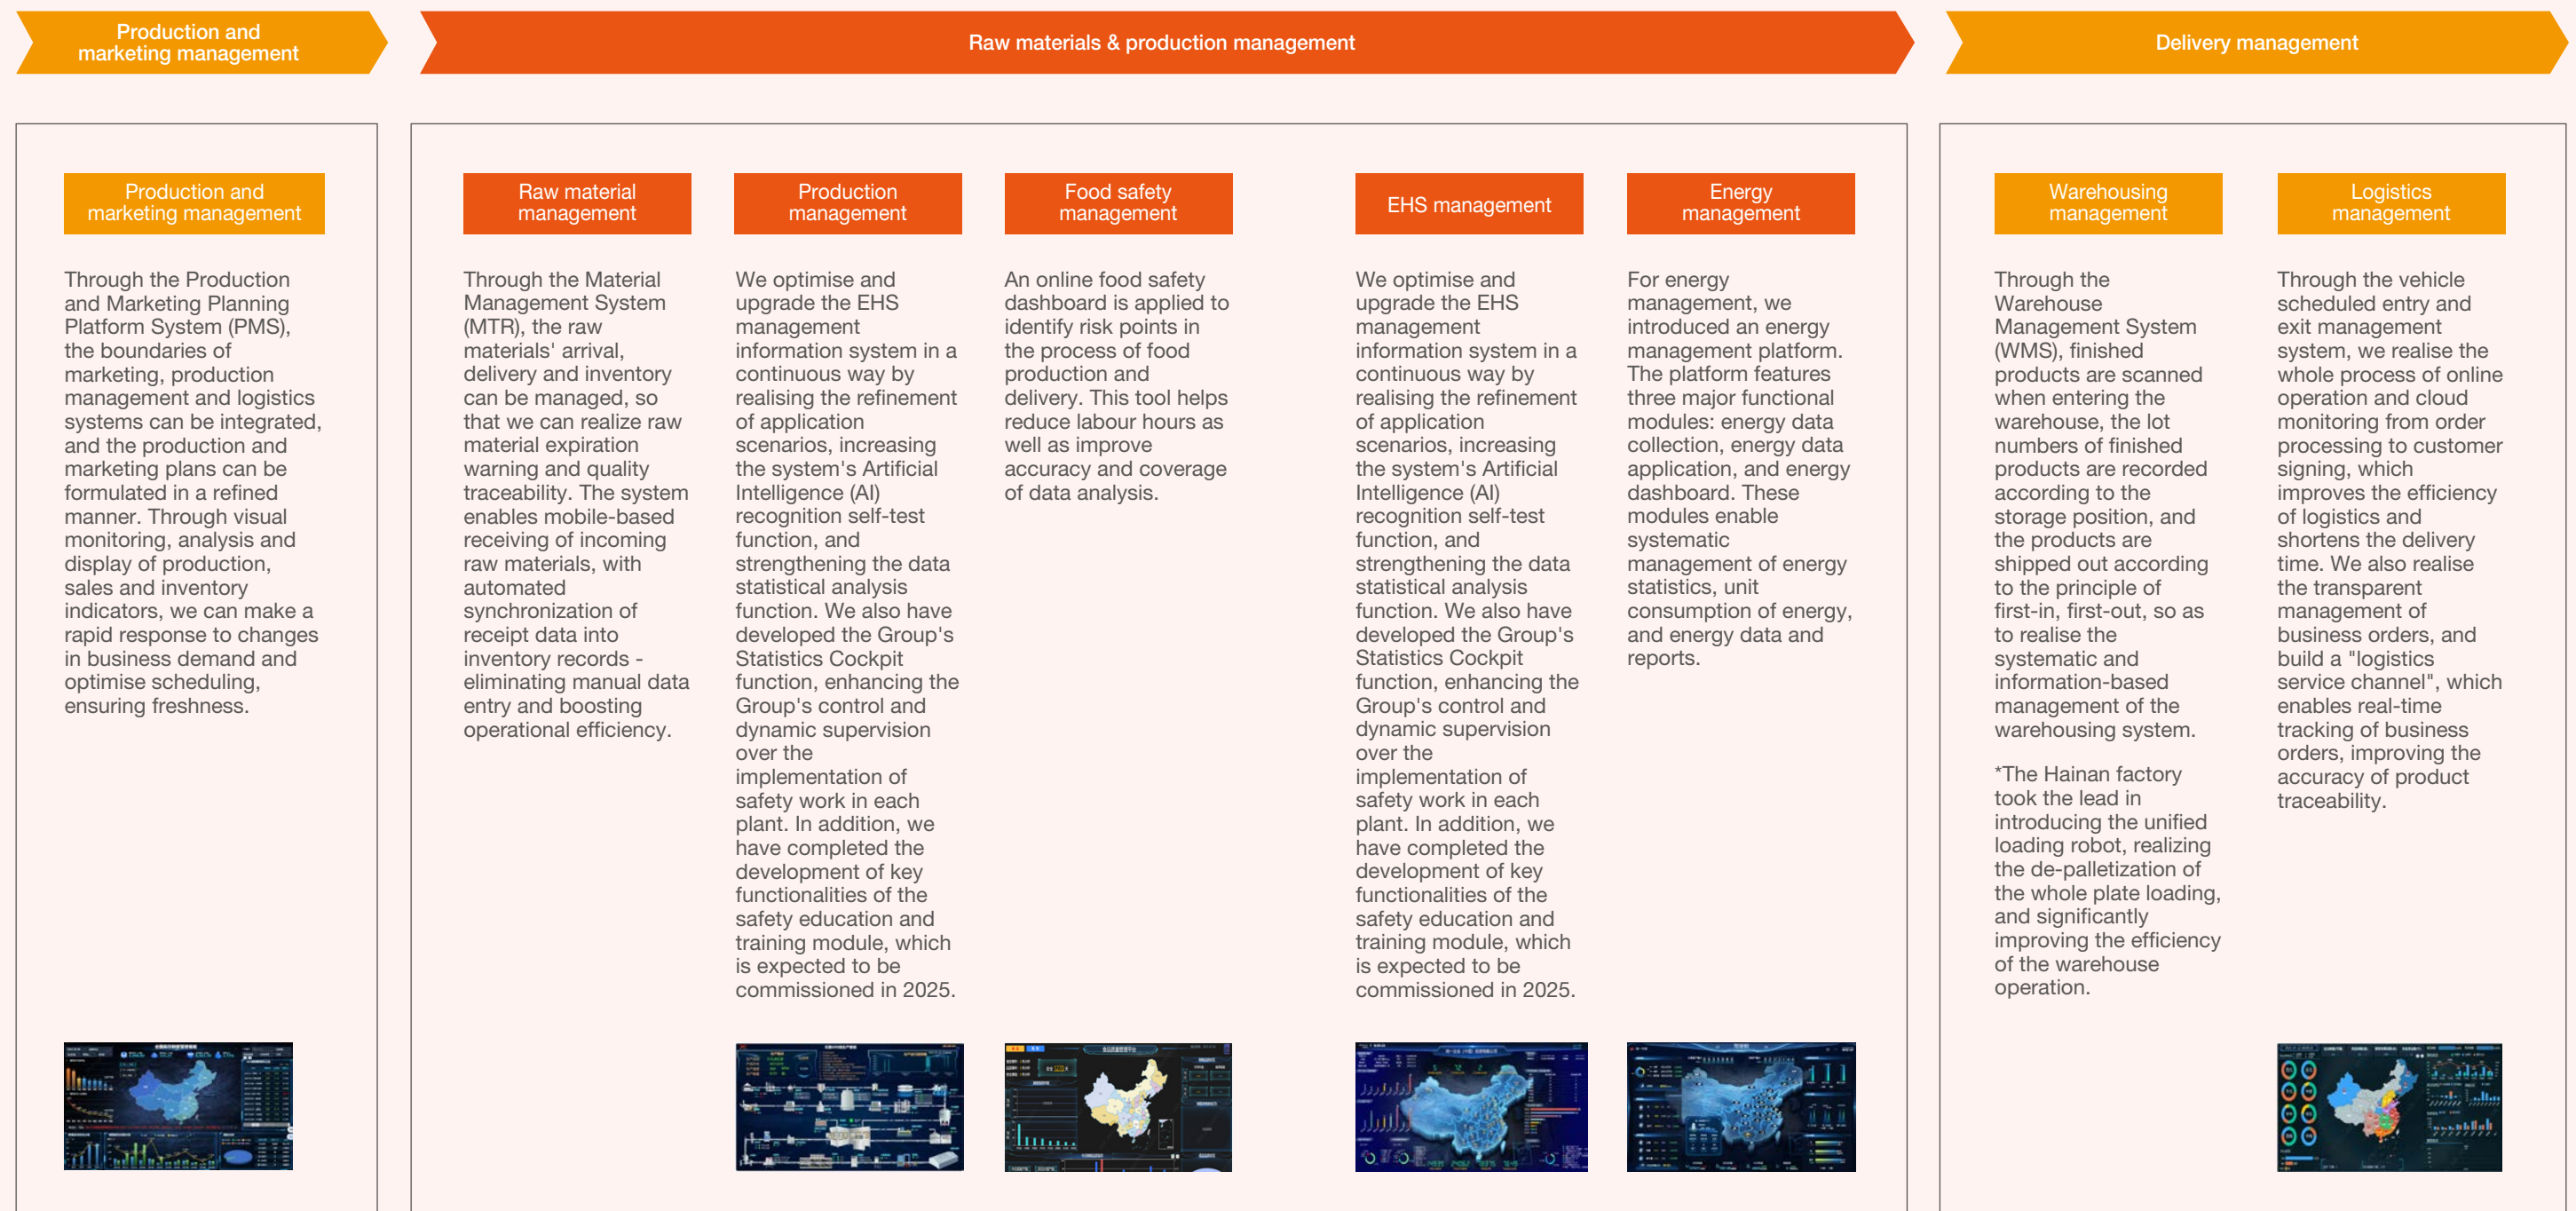 Production and
marketing management
Raw materials & production management
Delivery management
Production and
marketing management
Through the Production
and Marketing Planning
Platform System (PMS),
the boundaries of
marketing, production
management and logistics
systems can be integrated,
and the production and
marketing plans can be
formulated in a refined
manner. Through visual
monitoring, analysis and
display of production,
sales and inventory
indicators, we can make a
rapid response to changes
in business demand and
optimise scheduling,
ensuring freshness.
Raw material
management
Through the Material
Management System
(MTR), the raw
materials' arrival,
delivery and inventory
can be managed, so
that we can realize raw
material expiration
warning and quality
traceability. The system
enables mobile-based
receiving of incoming
raw materials, with
automated
synchronization of
receipt data into
inventory records -
eliminating manual data
entry and boosting
operational efficiency.
Production
management
We optimise and
upgrade the EHS
management
information system in a
continuous way by
realising the refinement
of application
scenarios, increasing
the system's Artificial
Intelligence (AI)
recognition self-test
function, and
strengthening the data
statistical analysis
function. We also have
developed the Group's
Statistics Cockpit
function, enhancing the
Group's control and
dynamic supervision
over the
implementation of
safety work in each
plant. In addition, we
have completed the
development of key
functionalities of the
safety education and
training module, which
is expected to be
commissioned in 2025.
Food safety
management
An online food safety
dashboard is applied to
identify risk points in
the process of food
production and
delivery. This tool helps
reduce labour hours as
well as improve
accuracy and coverage
of data analysis.
EHS management
We optimise and
upgrade the EHS
management
information system in a
continuous way by
realising the refinement
of application
scenarios, increasing
the system's Artificial
Intelligence (AI)
recognition self-test
function, and
strengthening the data
statistical analysis
function. We also have
developed the Group's
Statistics Cockpit
function, enhancing the
Group's control and
dynamic supervision
over the
implementation of
safety work in each
plant. In addition, we
have completed the
development of key
functionalities of the
safety education and
training module, which
is expected to be
commissioned in 2025.
Energy
management
For energy
management, we
introduced an energy
management platform.
The platform features
three major functional
modules: energy data
collection, energy data
application, and energy
dashboard. These
modules enable
systematic
management of energy
statistics, unit
consumption of energy,
and energy data and
reports.
Warehousing
management
Through the
Warehouse
Management System
(WMS), finished
products are scanned
when entering the
warehouse, the lot
numbers of finished
products are recorded
according to the
storage position, and
the products are
shipped out according
to the principle of
first-in, first-out, so as
to realise the
systematic and
information-based
management of the
warehousing system.
*The Hainan factory
took the lead in
introducing the unified
loading robot, realizing
the de-palletization of
the whole plate loading,
and significantly
improving the efficiency
of the warehouse
operation.
Logistics
management
Through the vehicle
scheduled entry and
exit management
system, we realise the
whole process of online
operation and cloud
monitoring from order
processing to customer
signing, which
improves the efficiency
of logistics and
shortens the delivery
time. We also realise
the transparent
management of
business orders, and
build a "logistics
service channel", which
enables real-time
tracking of business
orders, improving the
accuracy of product
traceability.